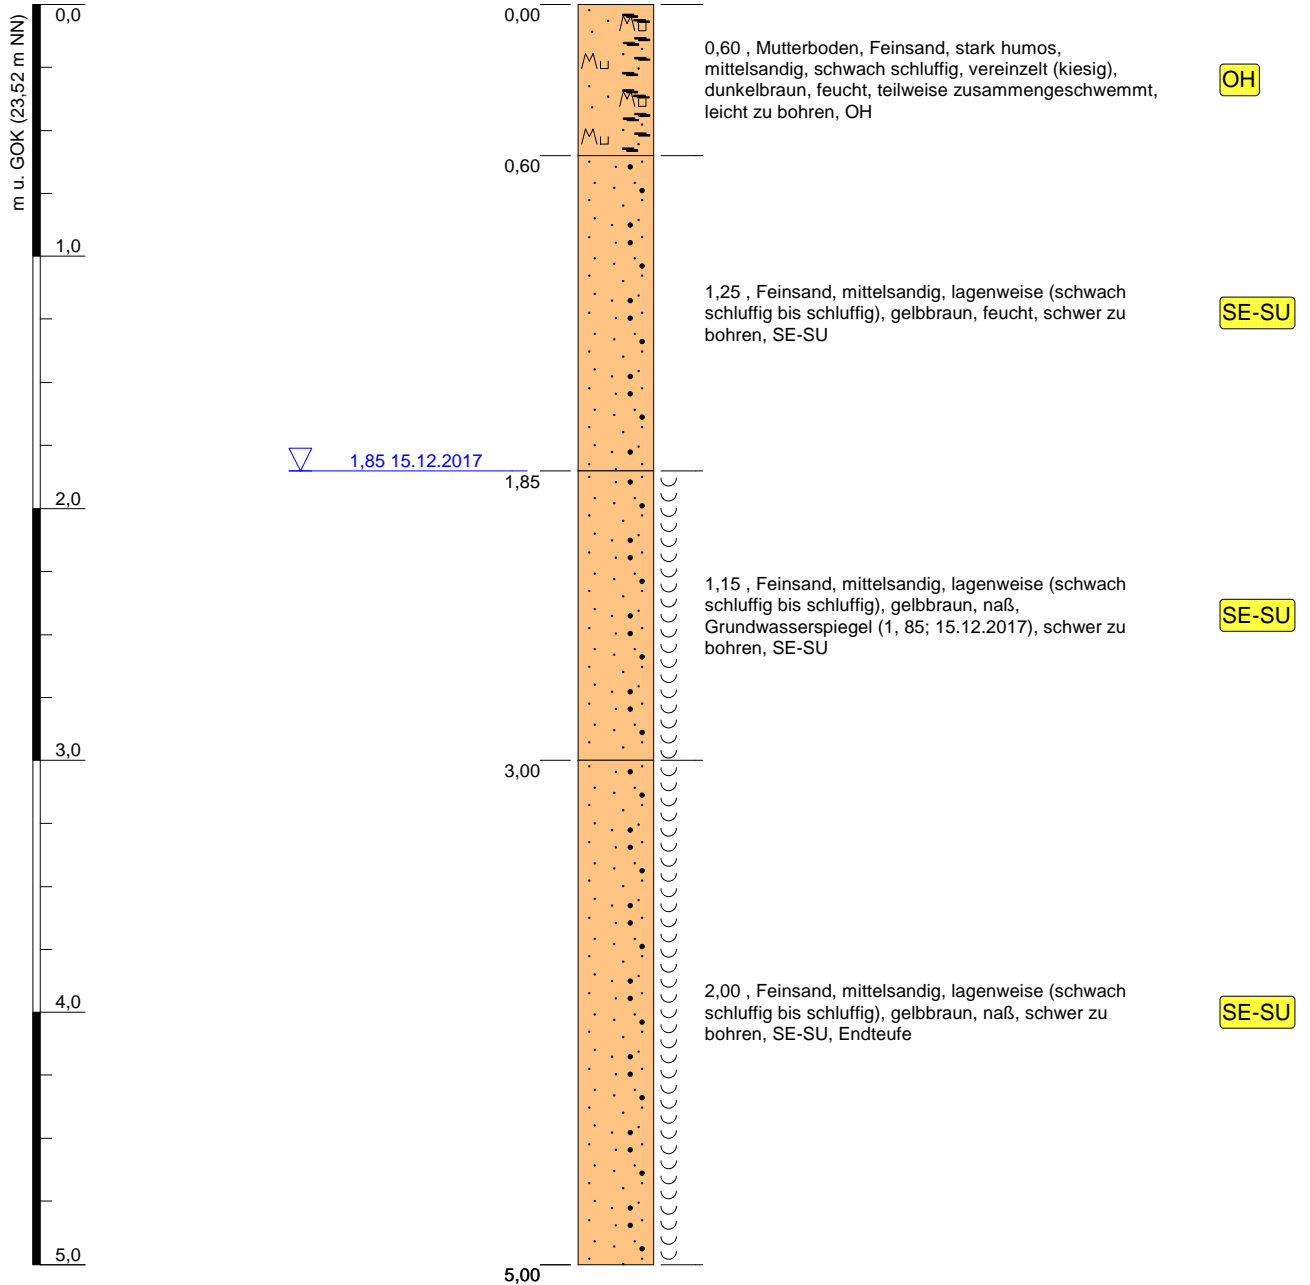 m u. GOK (23,52 m NN)
0,0
1,0
2,0
3,0
4,0
5,0
1,85 15.12.2017
0,00
0,60
1,85
3,00
5,00
Mu
Mu
Mu
Mu
0,60 , Mutterboden, Feinsand, stark humos,
mittelsandig, schwach schluffig, vereinzelt (kiesig),
dunkelbraun, feucht, teilweise zusammengeschwemmt,
leicht zu bohren, OH
OH
1,25 , Feinsand, mittelsandig, lagenweise (schwach
schluffig bis schluffig), gelbbraun, feucht, schwer zu
bohren, SE-SU
SE-SU
1,15 , Feinsand, mittelsandig, lagenweise (schwach
schluffig bis schluffig), gelbbraun, naß,
Grundwasserspiegel (1, 85; 15.12.2017), schwer zu
bohren, SE-SU
SE-SU
2,00 , Feinsand, mittelsandig, lagenweise (schwach
schluffig bis schluffig), gelbbraun, naß, schwer zu
bohren, SE-SU, Endteufe
SE-SU